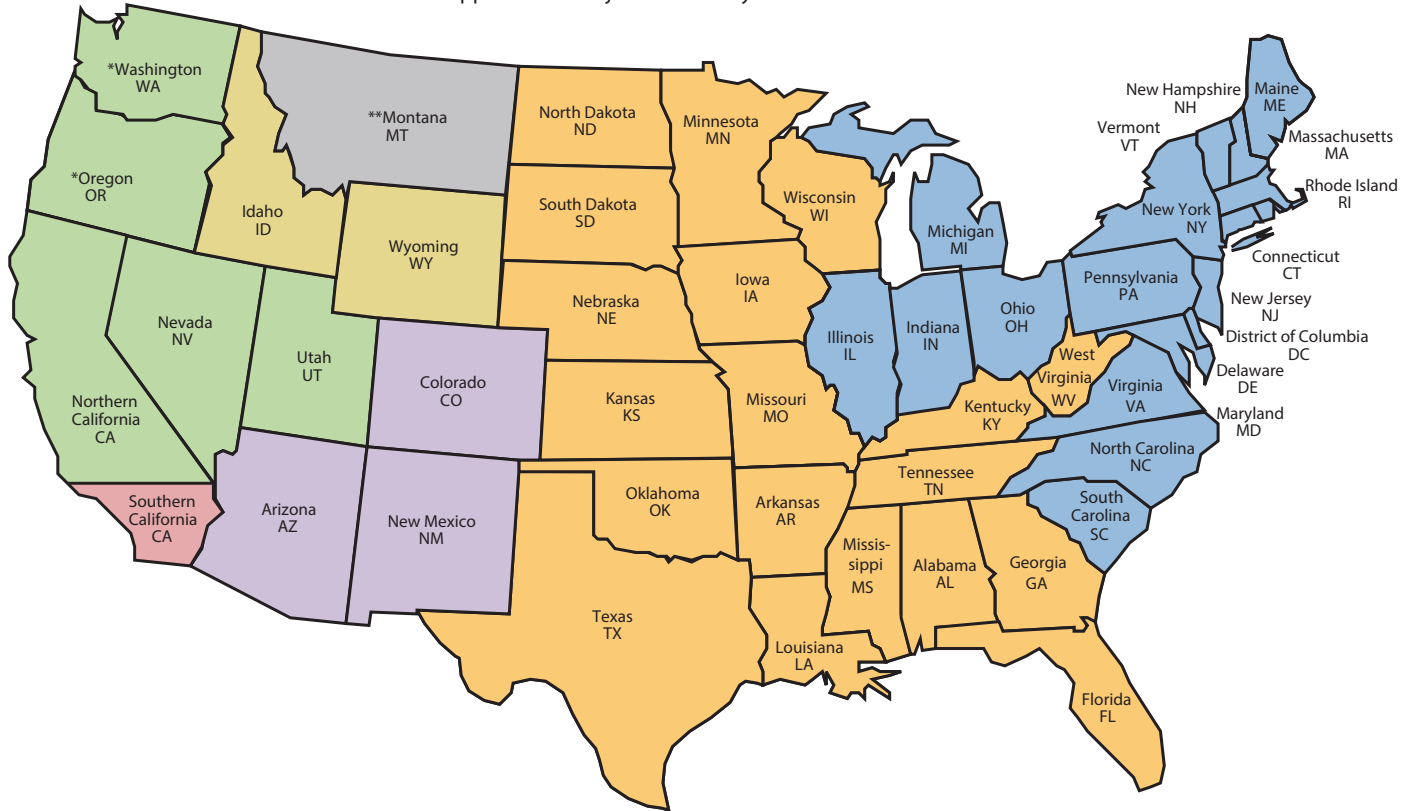 *Washington
WA
*Oregon
OR
Idaho
ID
**Montana
MT
Wyoming
WY
Nevada
NV
Utah
UT
Northern
California
CA
Southern
California
CA
Colorado
CO
Arizona
AZ
New Mexico
NM
North Dakota
ND
South Dakota
SD
Nebraska
NE
Kansas
KS
Oklahoma
OK
Texas
TX
Minnesota
MN
Wisconsin
WI
Iowa
IA
Missouri
MO
Arkansas
AR
Louisiana
LA
Missis-
sippi
MS
Alabama
AL
Georgia
GA
Florida
FL
Tennessee
TN
Kentucky
KY
West
Virginia
WV
Michigan
MI
Illinois
IL
Indiana
IN
Ohio
OH
Pennsylvania
PA
New York
NY
Virginia
VA
North Carolina
NC
South
Carolina
SC
Vermont
VT
New Hampshire
NH
Maine
ME
Massachusetts
MA
Rhode Island
RI
Connecticut
CT
New Jersey
NJ
District of Columbia
DC
Delaware
DE
Maryland
MD